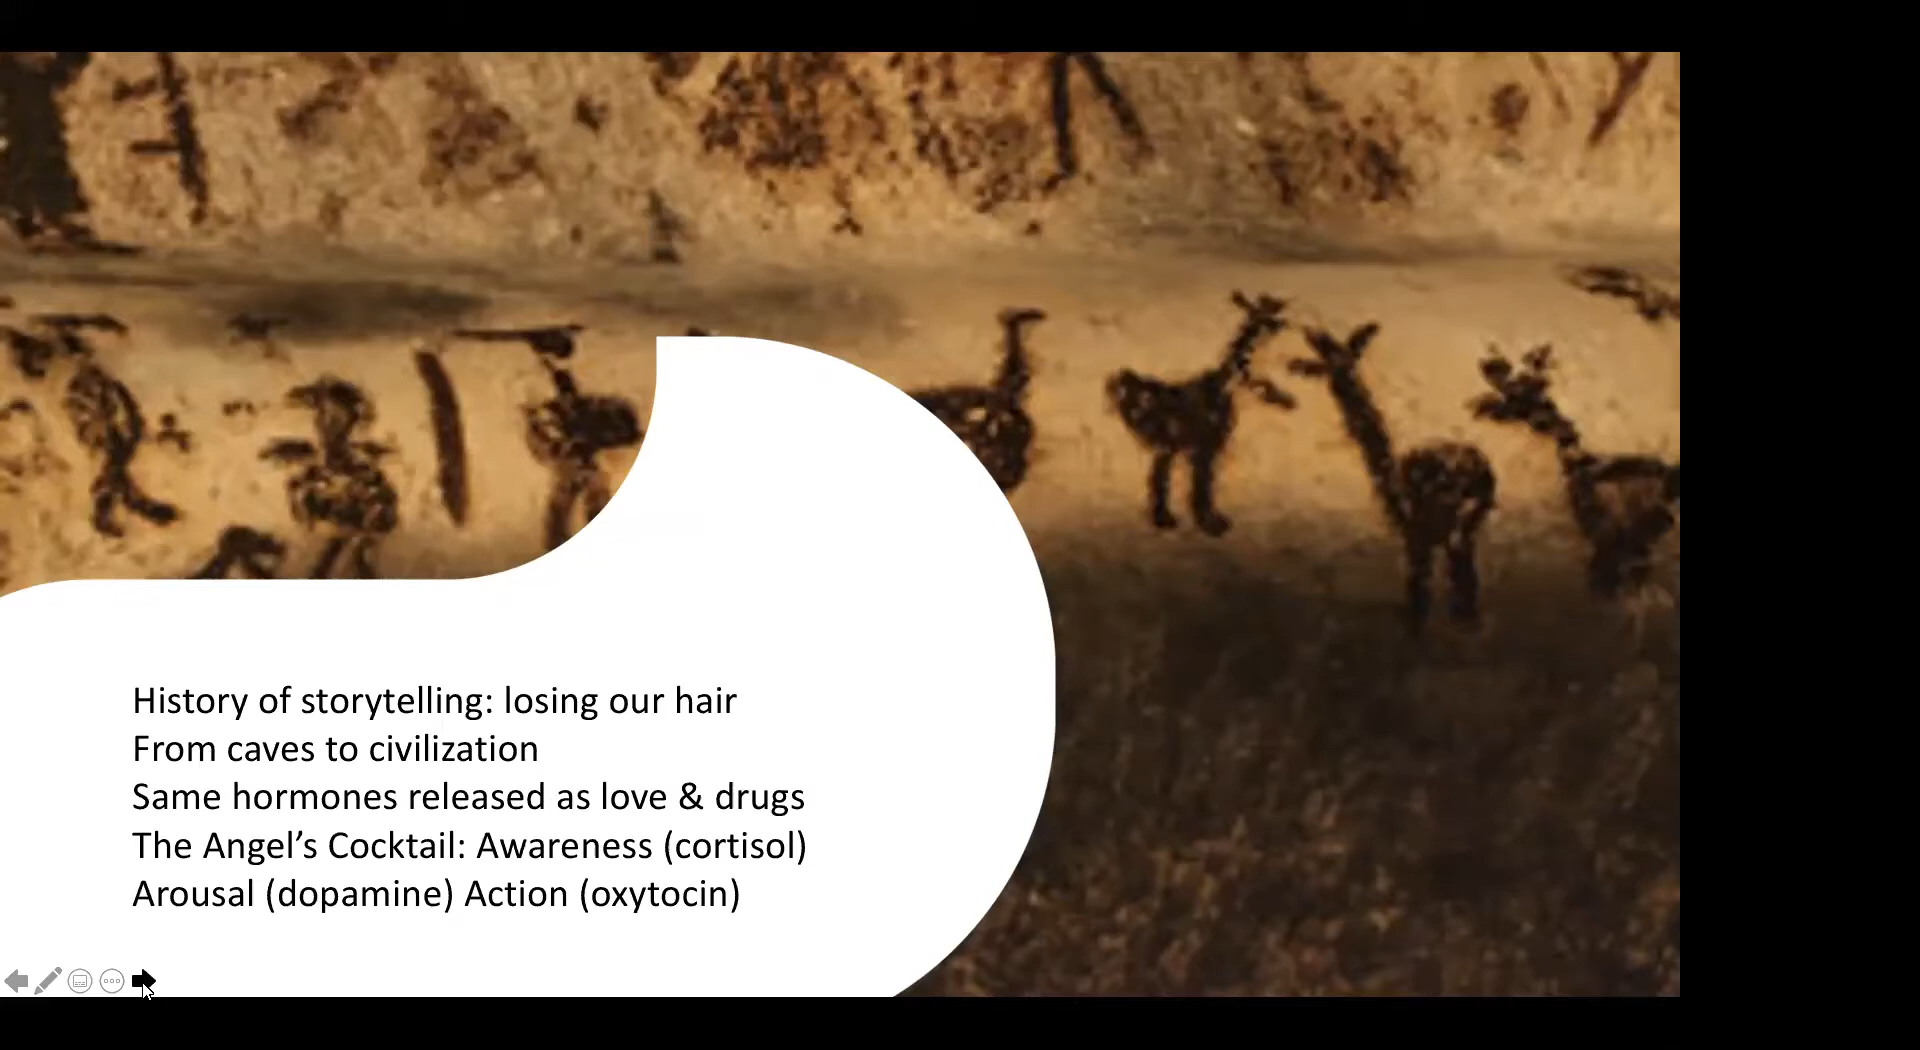 History of storytelling: losing our hair
From caves to civilization
Same hormones released as love & drugs
The Angel’s Cocktail: Awareness (cortisol)
Arousal (dopamine) Action (oxytocin)